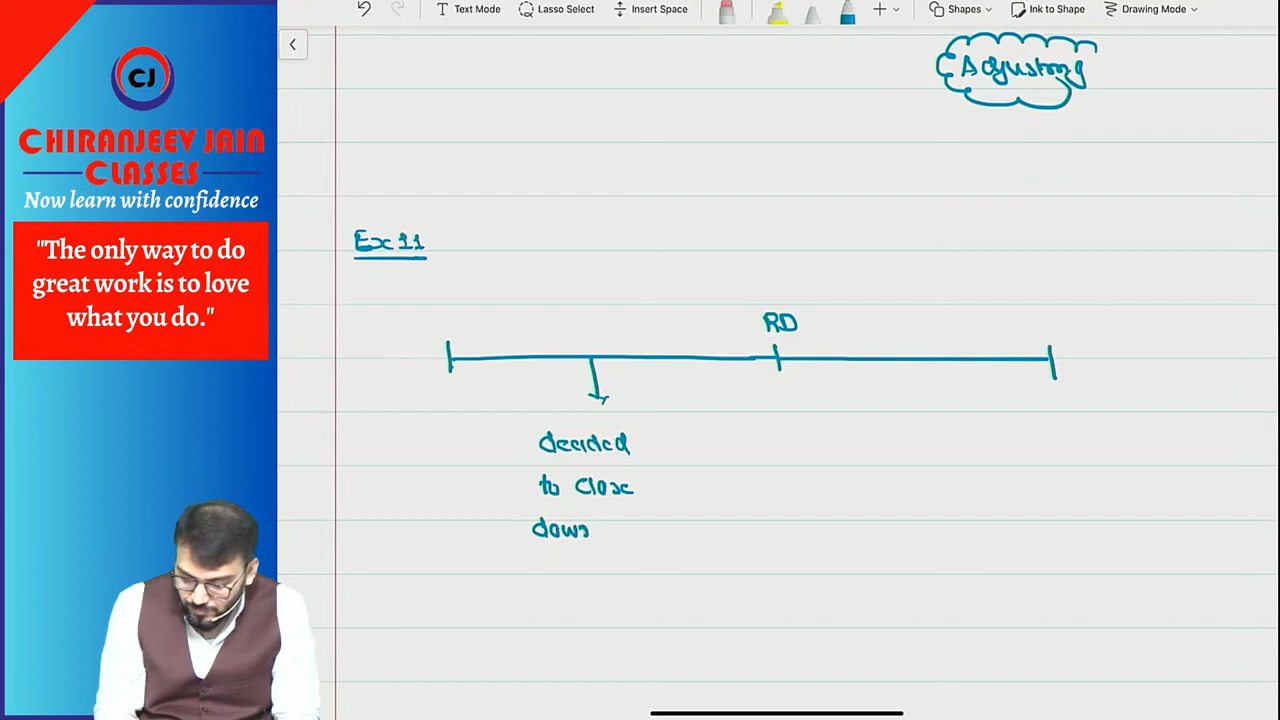 Text Mode
Lasso Select
Insert Space
Shapes
Ink to Shape
Drawing Mode
Adjusting
CJ
CHIRANJEEV JAIN
CLASSES
Now learn with confidence
"The only way to do
great work is to love
what you do."
Ex 11
RD
decided
to close
down